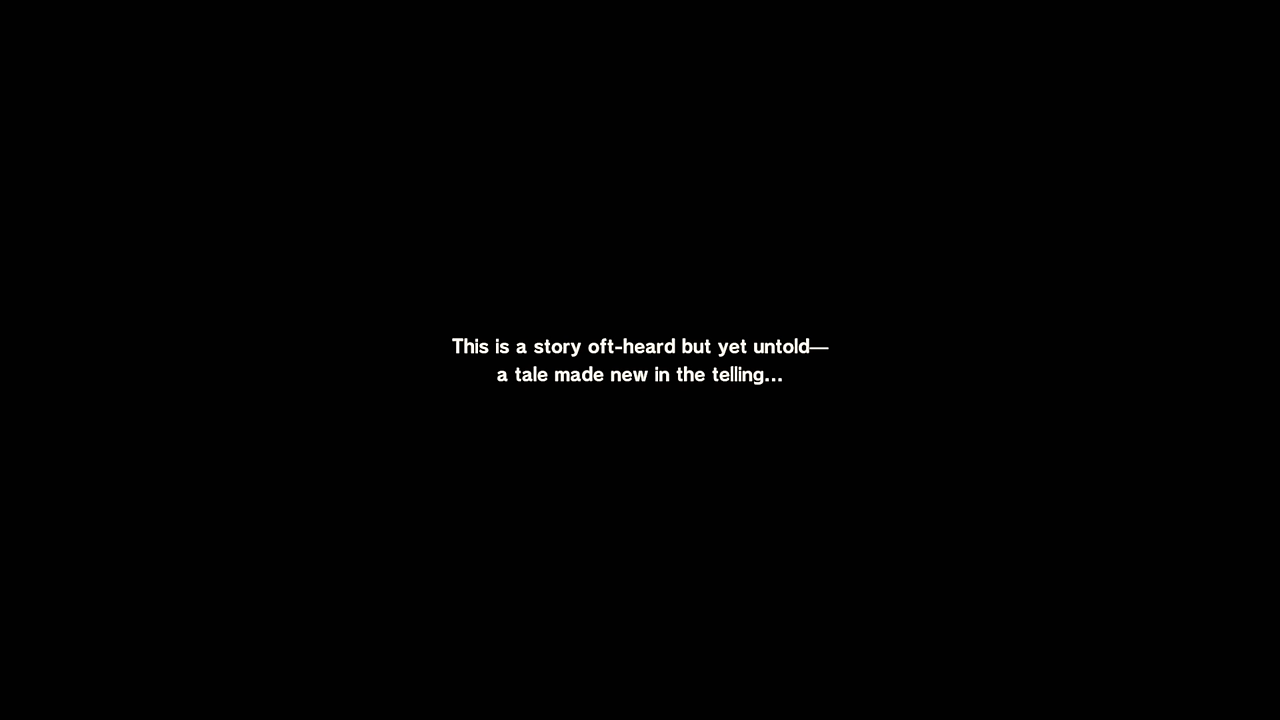 This is a story oft-heard but yet untold—
a tale made new in the telling...